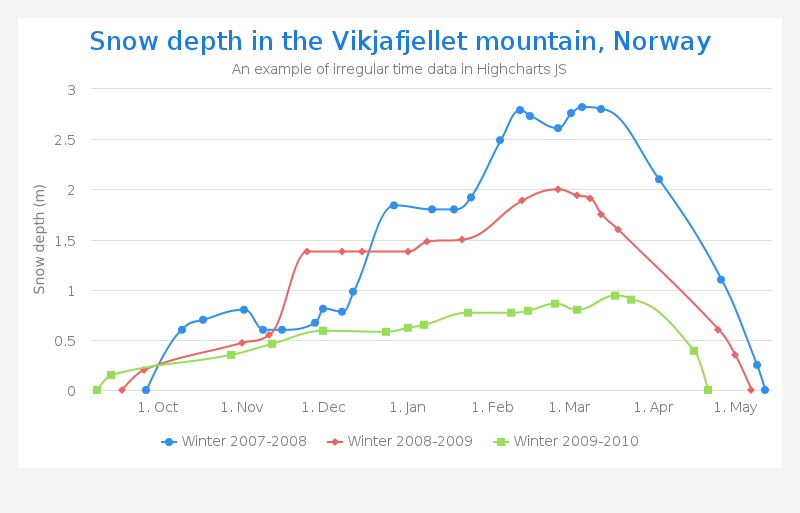 Snow depth in the Vikjafjellet mountain, Norway
An example of irregular time data in Highcharts JS
Snow depth (m)
3
2.5
2
1.5
1
0.5
0
1. Oct 1. Nov 1. Dec 1. Jan 1. Feb 1. Mar 1. Apr 1. May
Winter 2007-2008 Winter 2008-2009 Winter 2009-2010